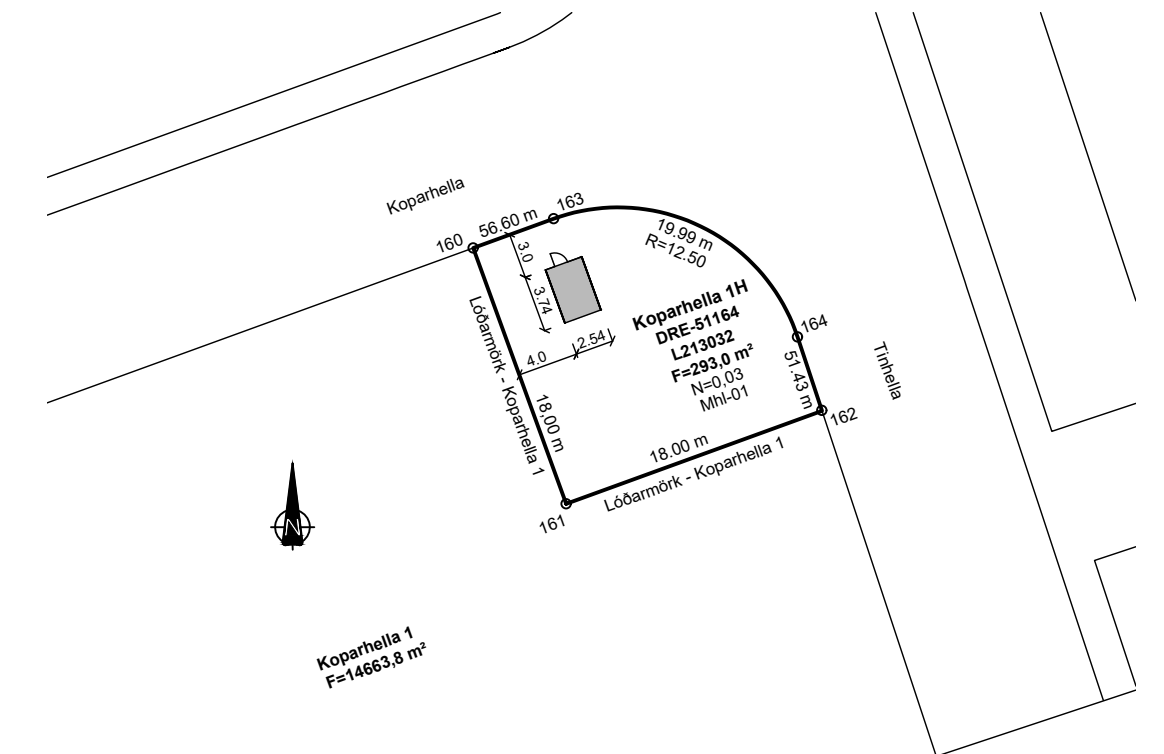 Koparhella
160
56.60 m
163
19.99 m
R=12.50
3.0
3.74
4.0
2.54
Lóðarmörk - Koparhella 1
18,00 m
Koparhella 1H
DRE-51164
L213032
F=293,0 m²
N=0,03
Mhl-01
164
51.43 m
Tinhella
162
18.00 m
Lóðarmörk - Koparhella 1
161
N
Koparhella 1
F=14663,8 m²